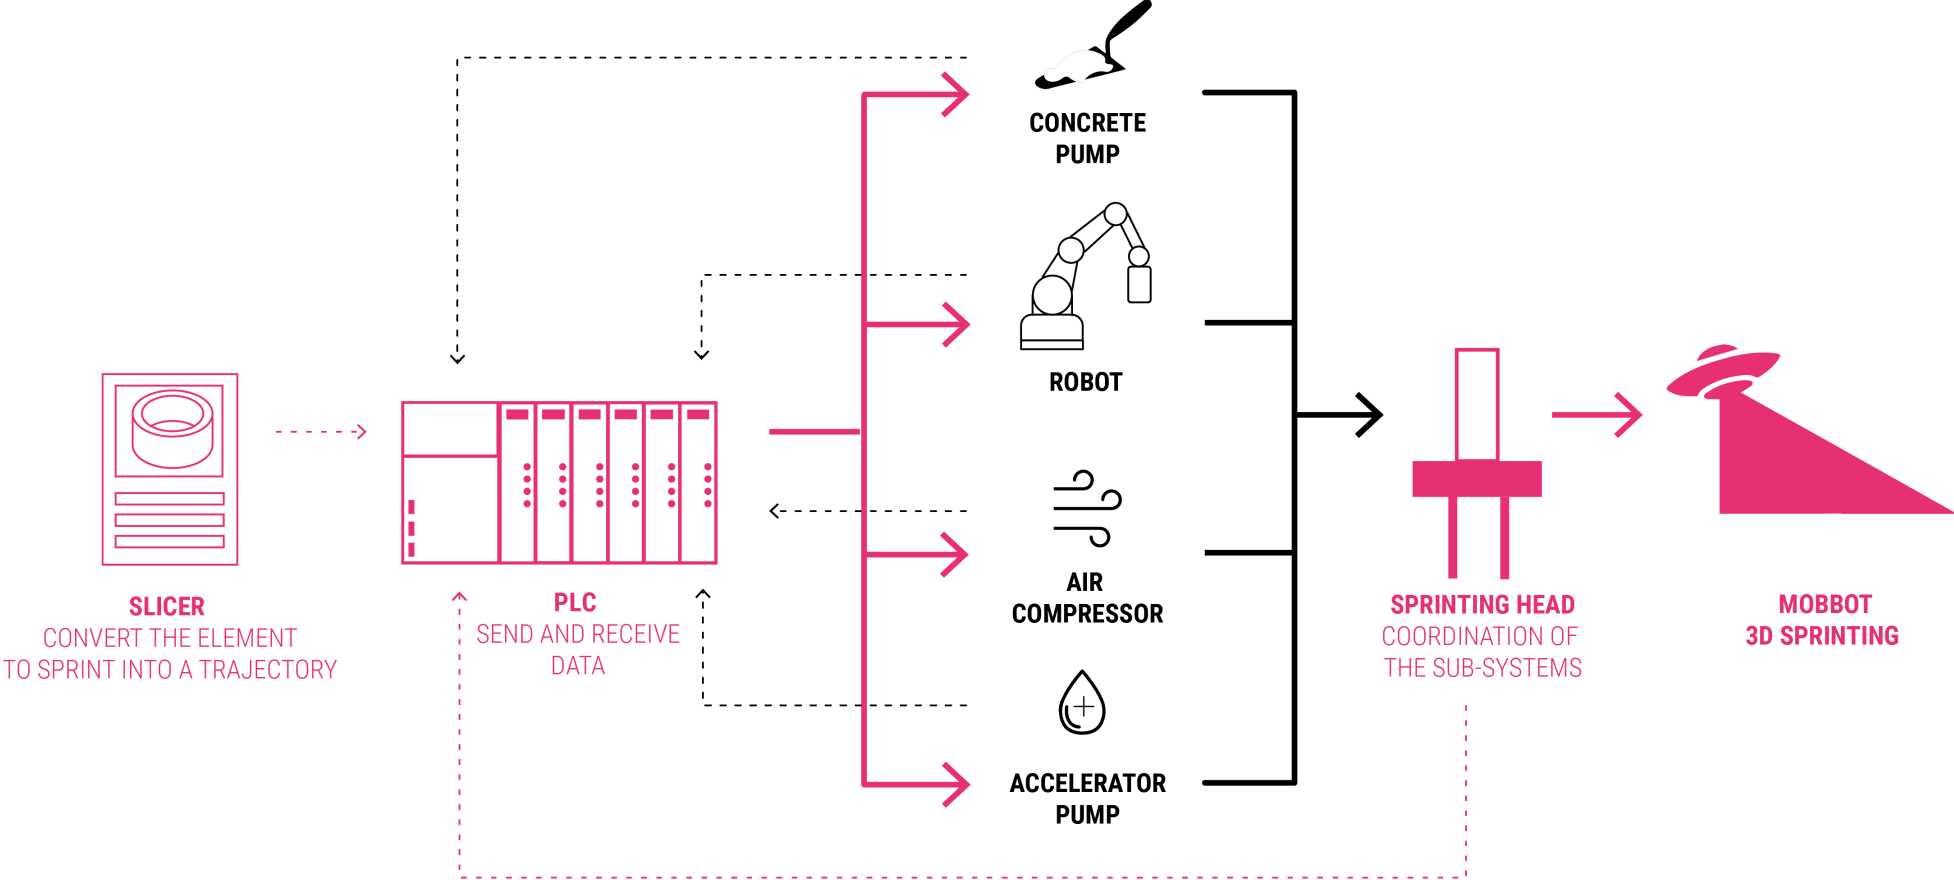 SLICER
CONVERT THE ELEMENT
TO SPRINT INTO A TRAJECTORY
PLC
SEND AND RECEIVE
DATA
CONCRETE
PUMP
ROBOT
AIR
COMPRESSOR
ACCELERATOR
PUMP
SPRINTING HEAD
COORDINATION OF
THE SUB-SYSTEMS
MOBBOT
3D SPRINTING